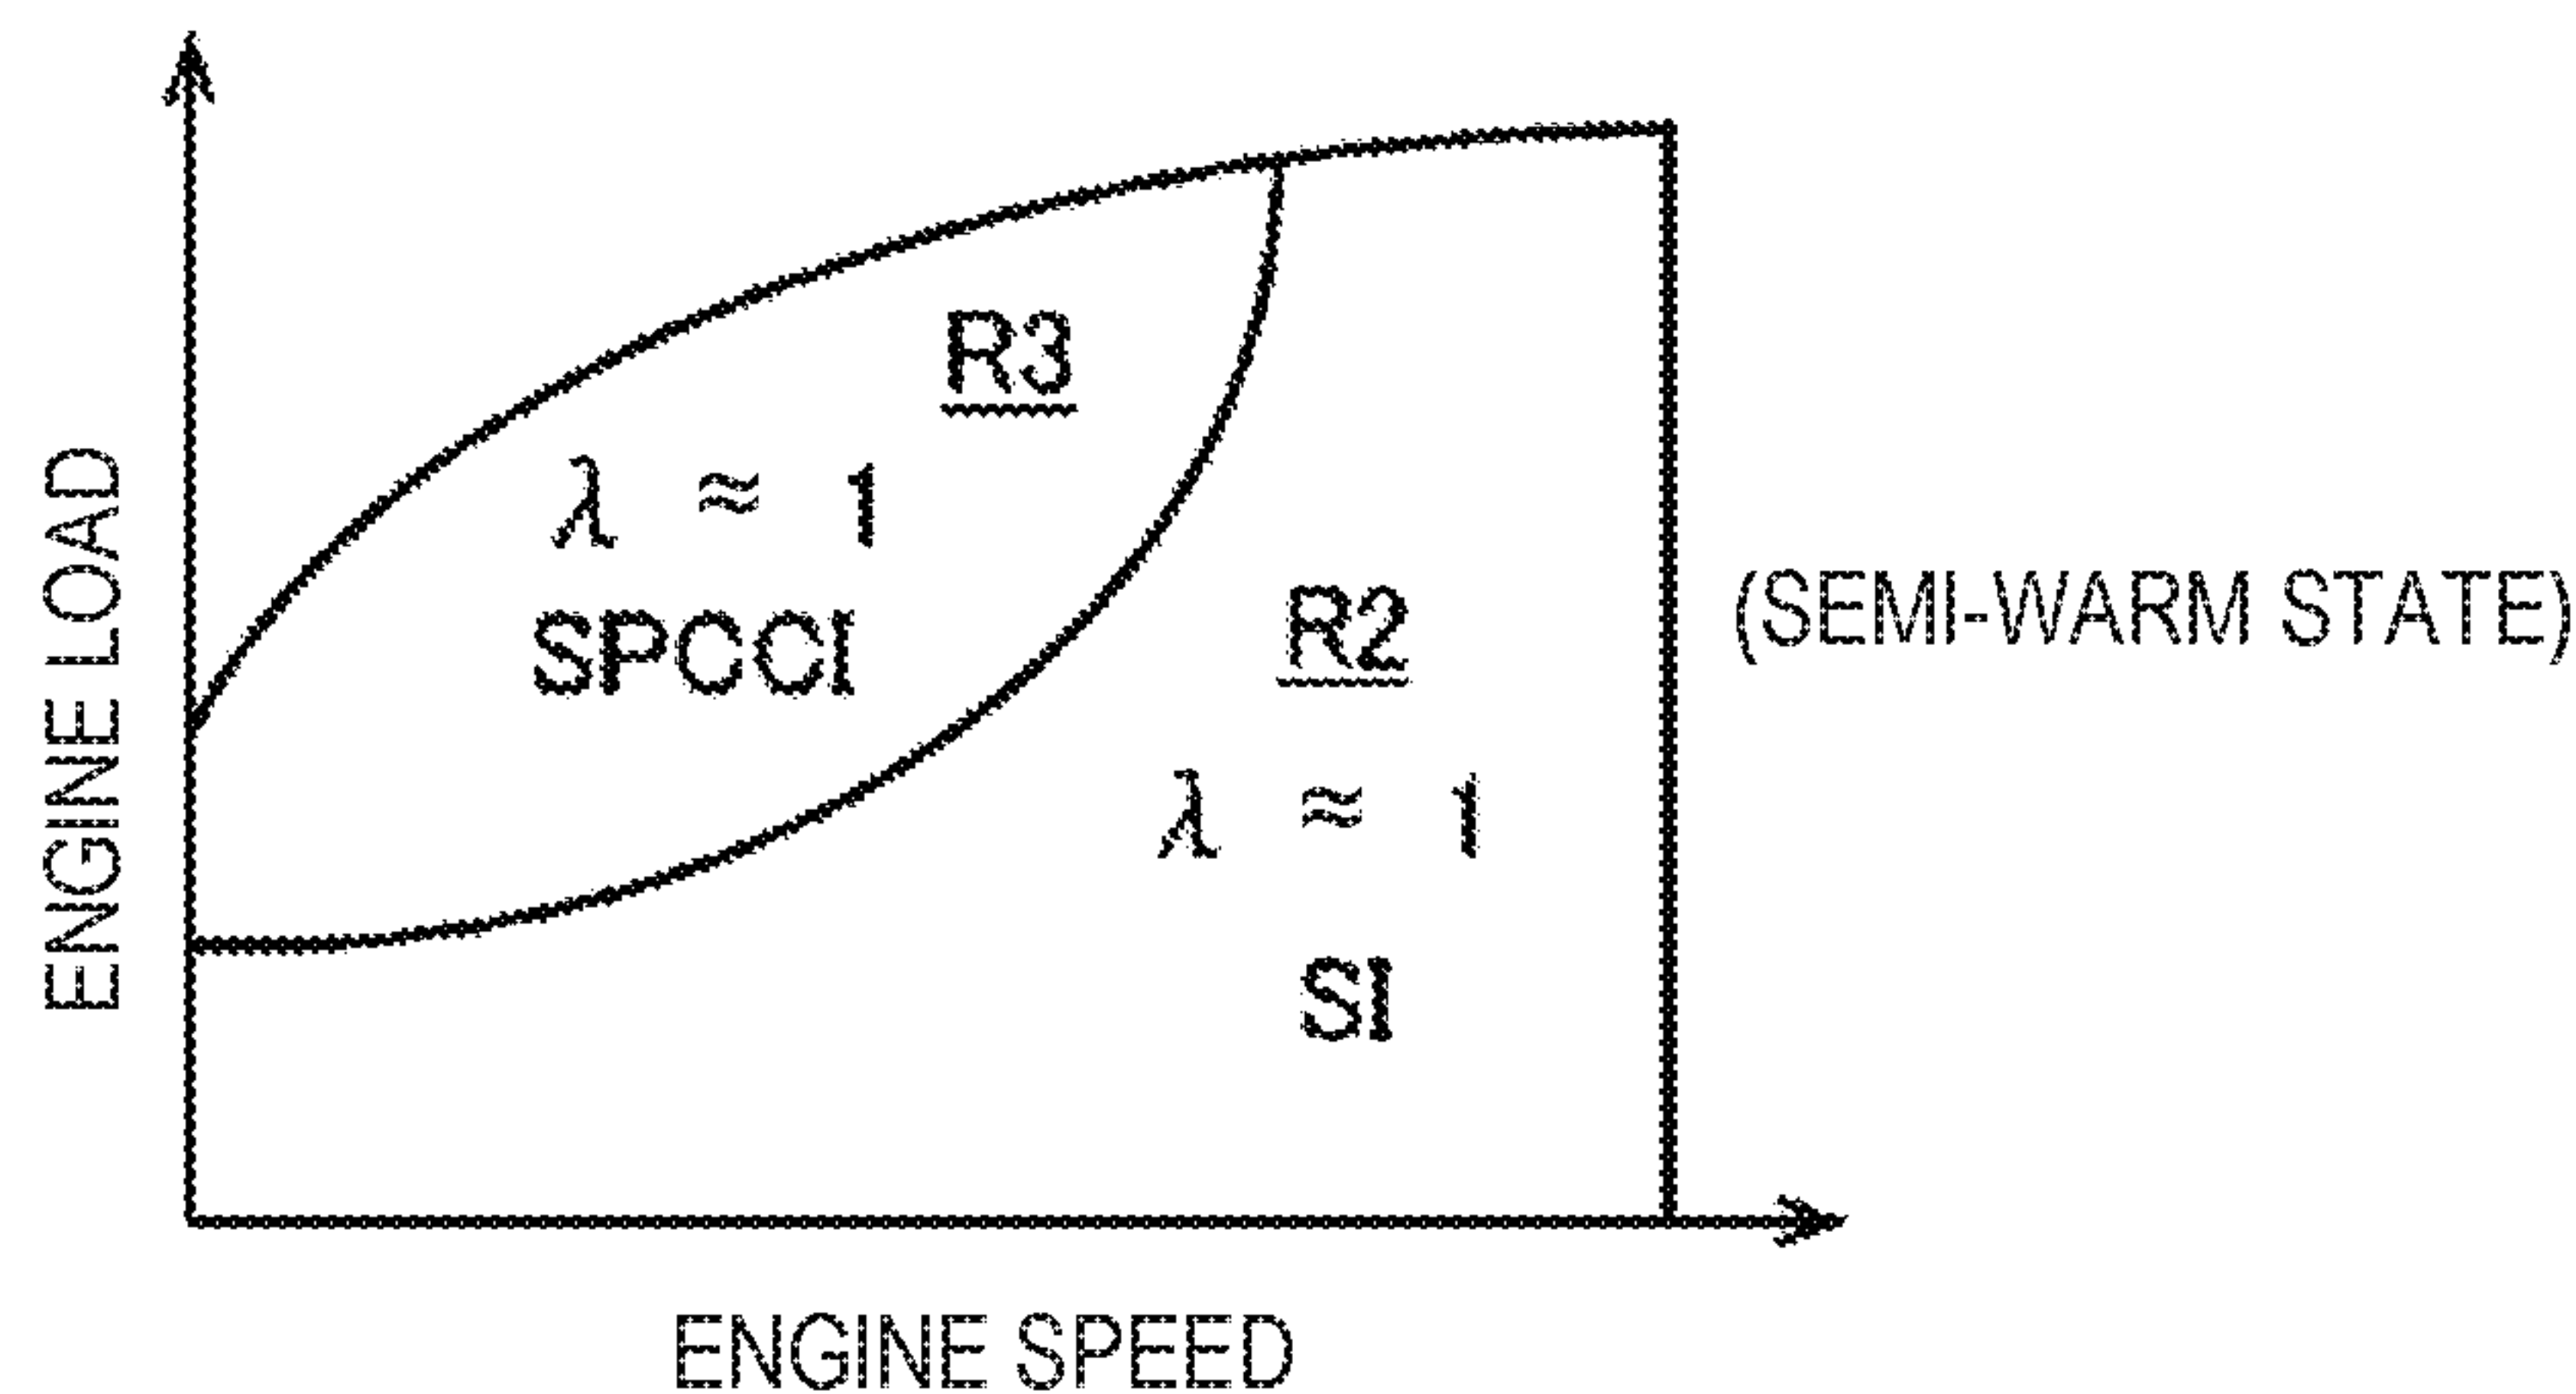 ENGINE LOAD
R3
λ ≈ 1
SPCCI
R2
λ ≈ 1
SI
(SEMI-WARM STATE)
ENGINE SPEED